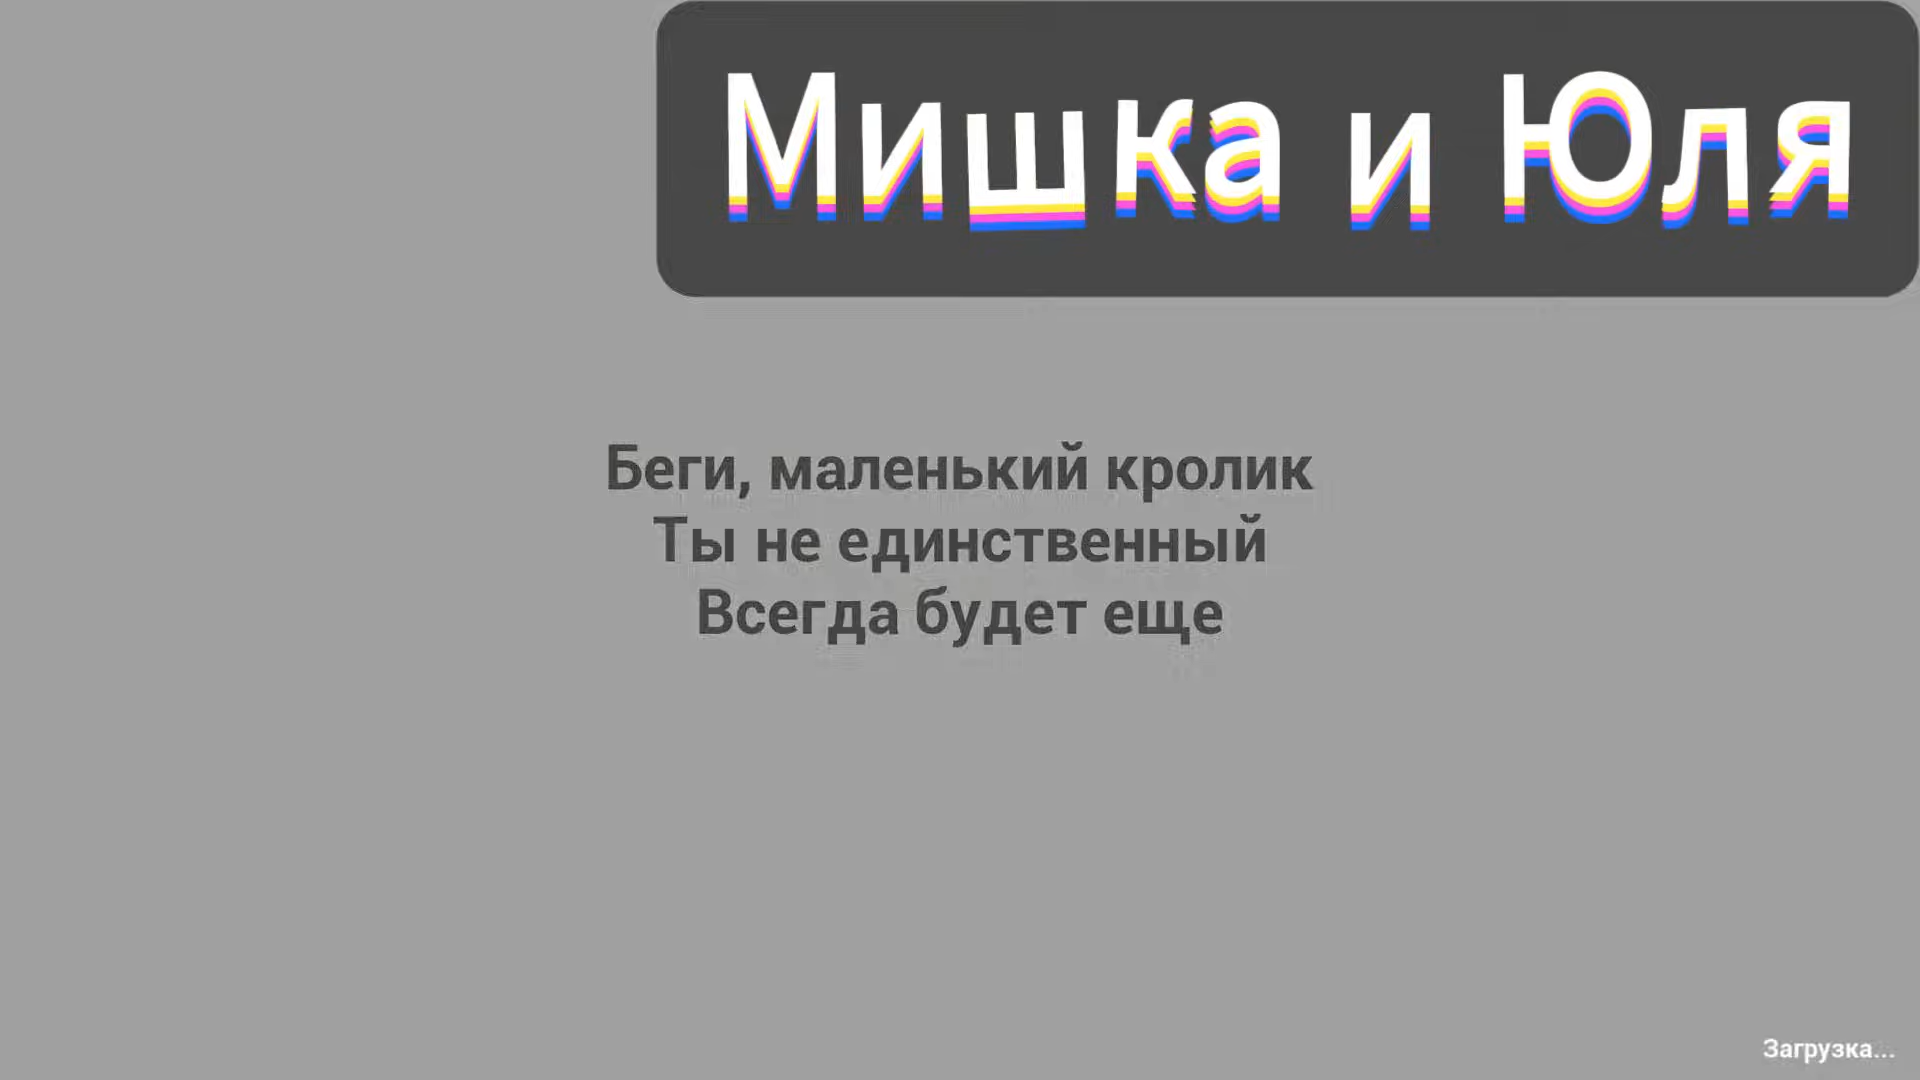 Мишка и Юля
Беги, маленький кролик
Ты не единственный
Всегда будет еще
Загрузка...